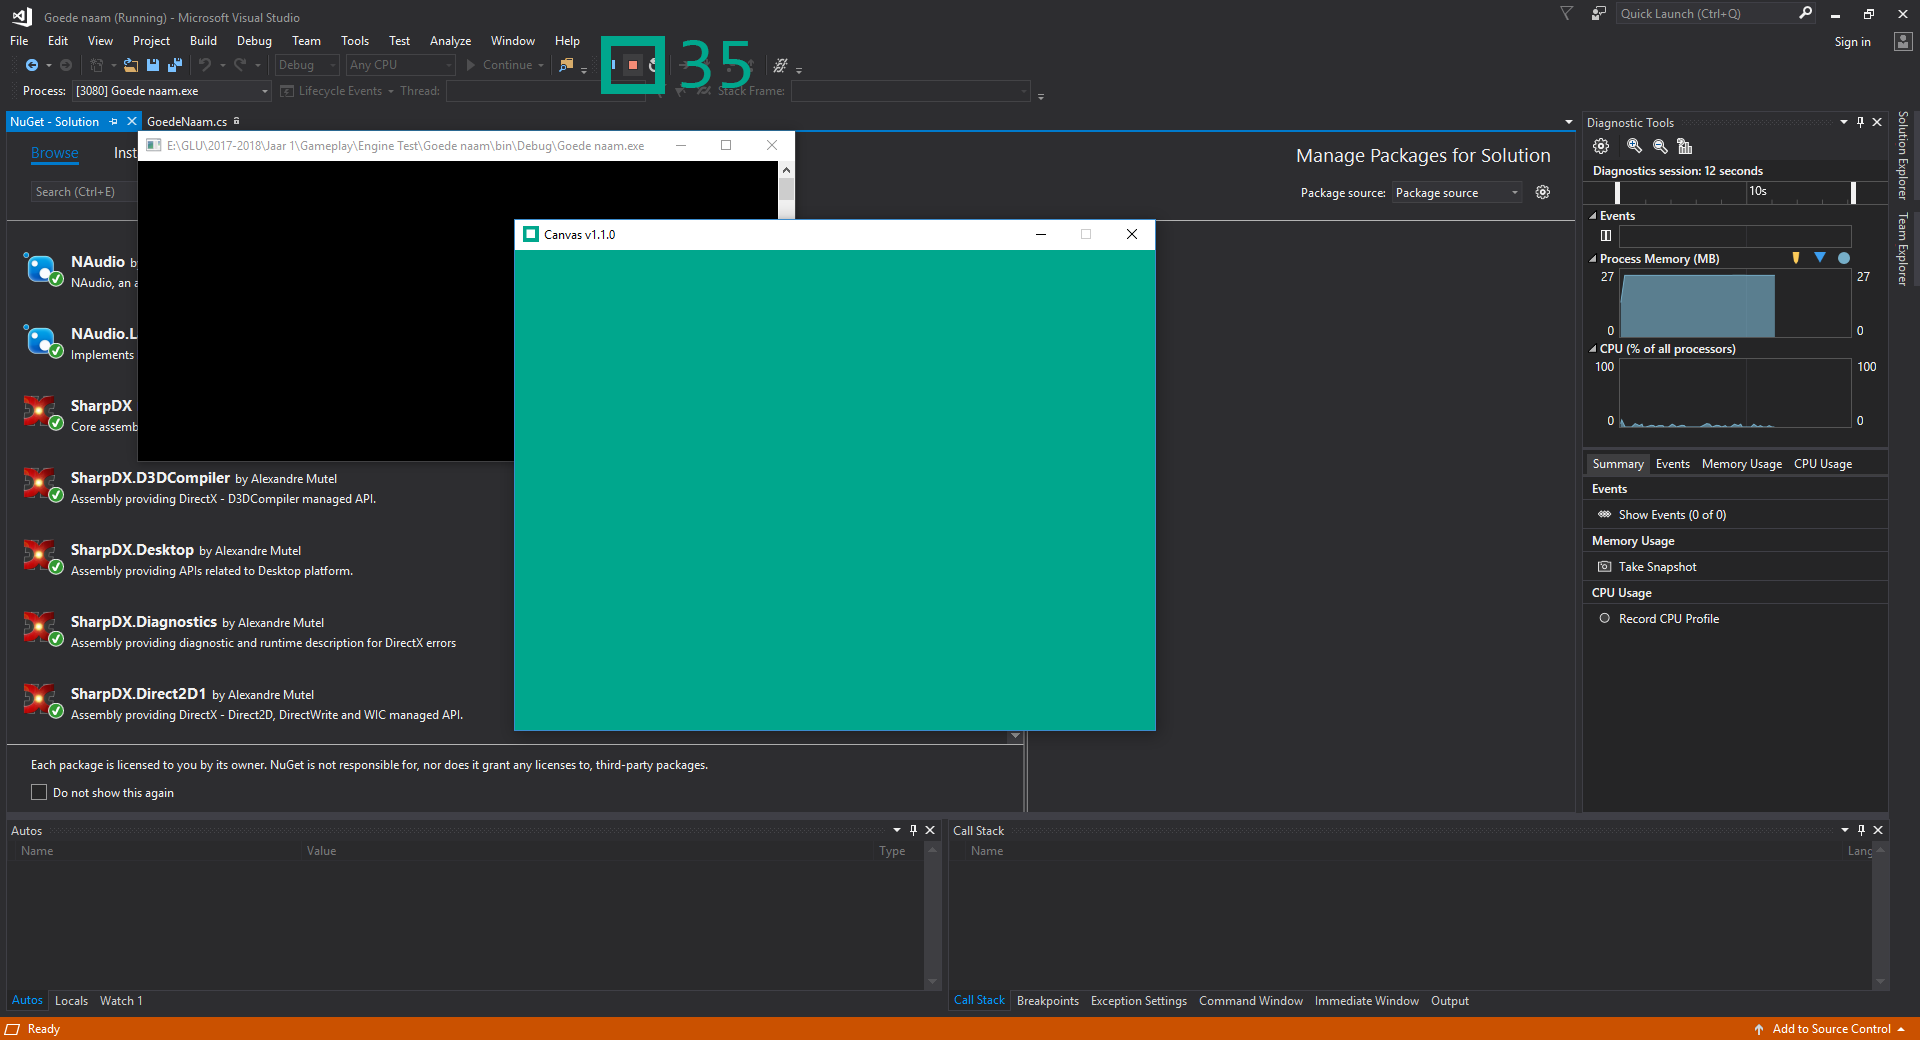 Goede naam (Running) - Microsoft Visual Studio
Quick Launch (Ctrl+Q)
File Edit View Project Build Debug Team Tools Test Analyze Window Help
Sign in
Debug Any CPU Continue
35
Process: [3080] Goede naam.exe Lifecycle Events Thread: Stack Frame:
NuGet - Solution GoedeNaam.cs
Browse Inst
E:\GLU\2017-2018\Jaar 1\Gameplay\Engine Test\Goede naam\bin\Debug\Goede naam.exe
Manage Packages for Solution
Search (Ctrl+E)
Package source: Package source
Canvas v1.1.0
NAudio b
NAudio, an a
NAudio.L
Implements
SharpDX
Core assemb
SharpDX.D3DCompiler by Alexandre Mutel
Assembly providing DirectX - D3DCompiler managed API.
SharpDX.Desktop by Alexandre Mutel
Assembly providing APIs related to Desktop platform.
SharpDX.Diagnostics by Alexandre Mutel
Assembly providing diagnostic and runtime description for DirectX errors
SharpDX.Direct2D1 by Alexandre Mutel
Assembly providing DirectX - Direct2D, DirectWrite and WIC managed API.
Each package is licensed to you by its owner. NuGet is not responsible for, nor does it grant any licenses to, third-party packages.
Do not show this again
Diagnostic Tools
Diagnostics session: 12 seconds
10s
Events
Process Memory (MB)
27 27
0 0
CPU (% of all processors)
100 100
0 0
Summary Events Memory Usage CPU Usage
Events
Show Events (0 of 0)
Memory Usage
Take Snapshot
CPU Usage
Record CPU Profile
Solution Explorer
Team Explorer
Autos
Name Value Type
Autos Locals Watch 1
Call Stack
Name Lang
Call Stack Breakpoints Exception Settings Command Window Immediate Window Output
Ready
Add to Source Control